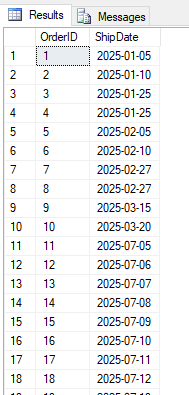 Results Messages
OrderID ShipDate
1 1 2025-01-05
2 2 2025-01-10
3 3 2025-01-25
4 4 2025-01-25
5 5 2025-02-05
6 6 2025-02-10
7 7 2025-02-27
8 8 2025-02-27
9 9 2025-03-15
10 10 2025-03-20
11 11 2025-07-05
12 12 2025-07-06
13 13 2025-07-07
14 14 2025-07-08
15 15 2025-07-09
16 16 2025-07-10
17 17 2025-07-11
18 18 2025-07-12